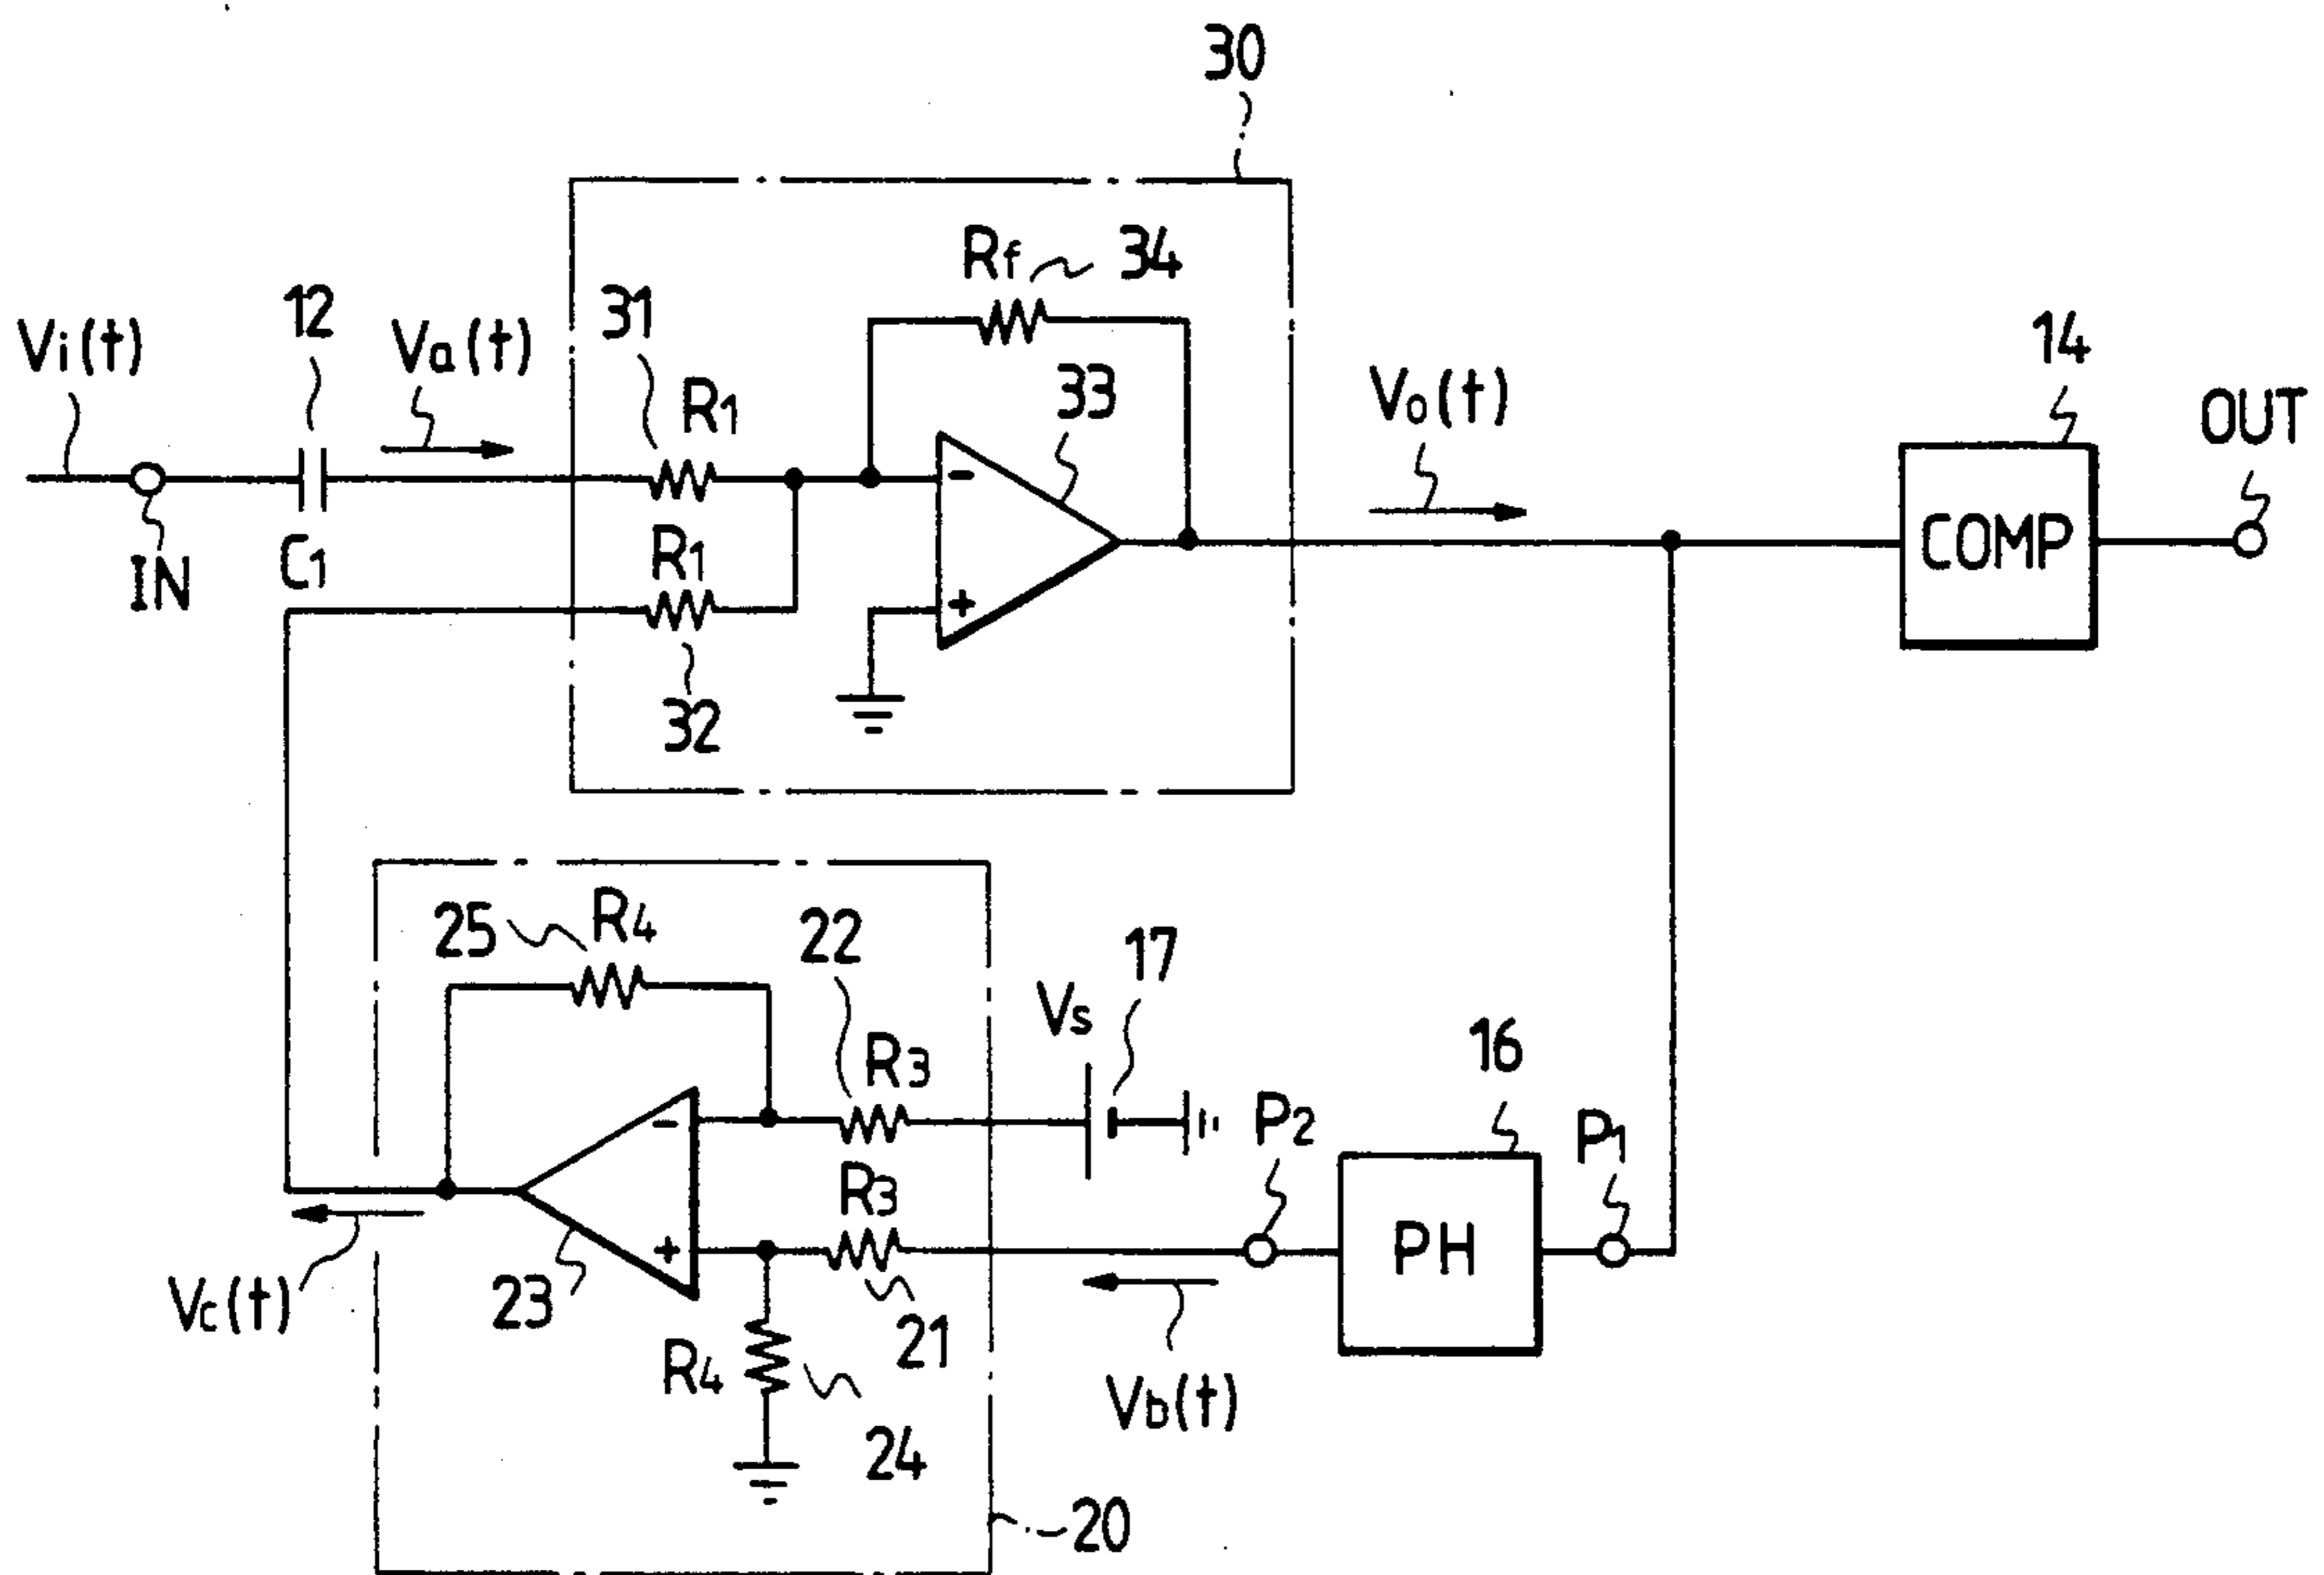 30
Rf 34
12
31
Vi(t)
Va(t)
R1
33
Vo(t)
14
OUT
-
COMP
IN
C1
R1
+
32
25
R4
22
17
Vs
R3
16
P2
P1
-
R3
PH
+
Vc(t)
23
21
R4
Vb(t)
24
20